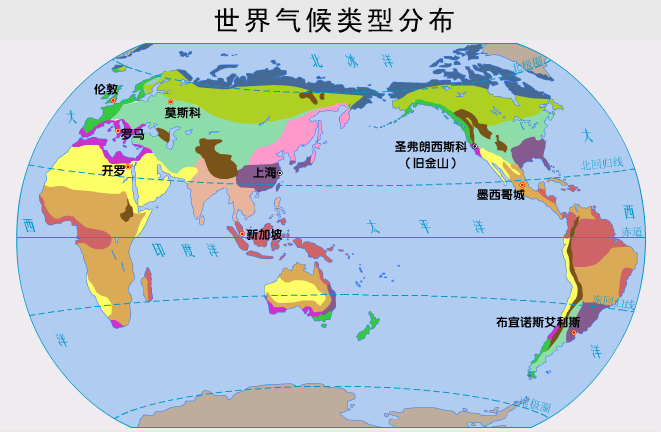 世界气候类型分布
北冰洋
北极圈
伦敦
莫斯科
太
罗马
大
圣弗朗西斯科
（旧金山）
开罗
上海
北回归线
墨西哥城
西
西
太平洋
新加坡
赤道
印度洋
南回归线
布宜诺斯艾利斯
洋
洋
南极圈